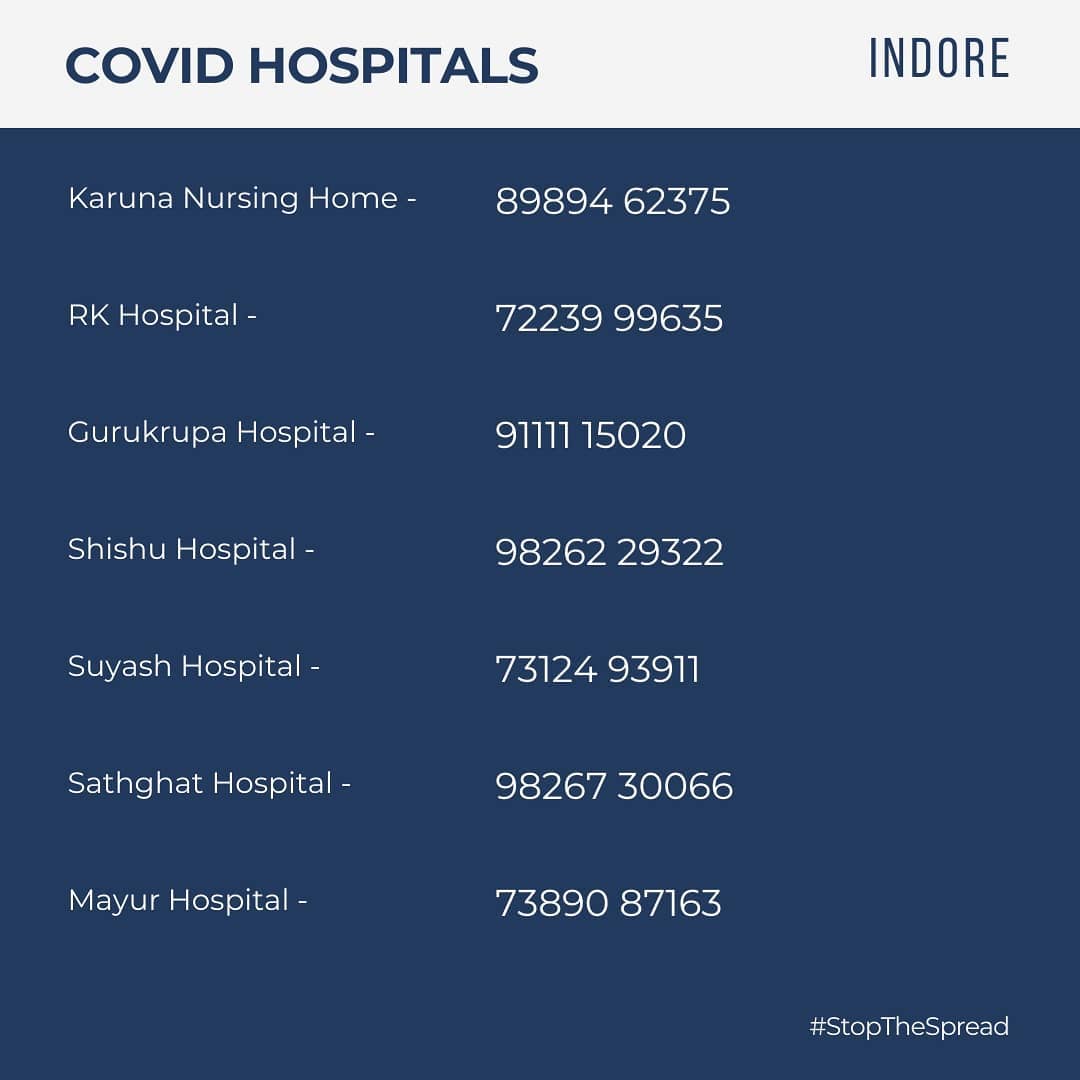 COVID HOSPITALS INDORE
Karuna Nursing Home - 89894 62375
RK Hospital - 72239 99635
Gurukrupa Hospital - 91111 15020
Shishu Hospital - 98262 29322
Suyash Hospital - 73124 93911
Sathghat Hospital - 98267 30066
Mayur Hospital - 73890 87163
#StopTheSpread